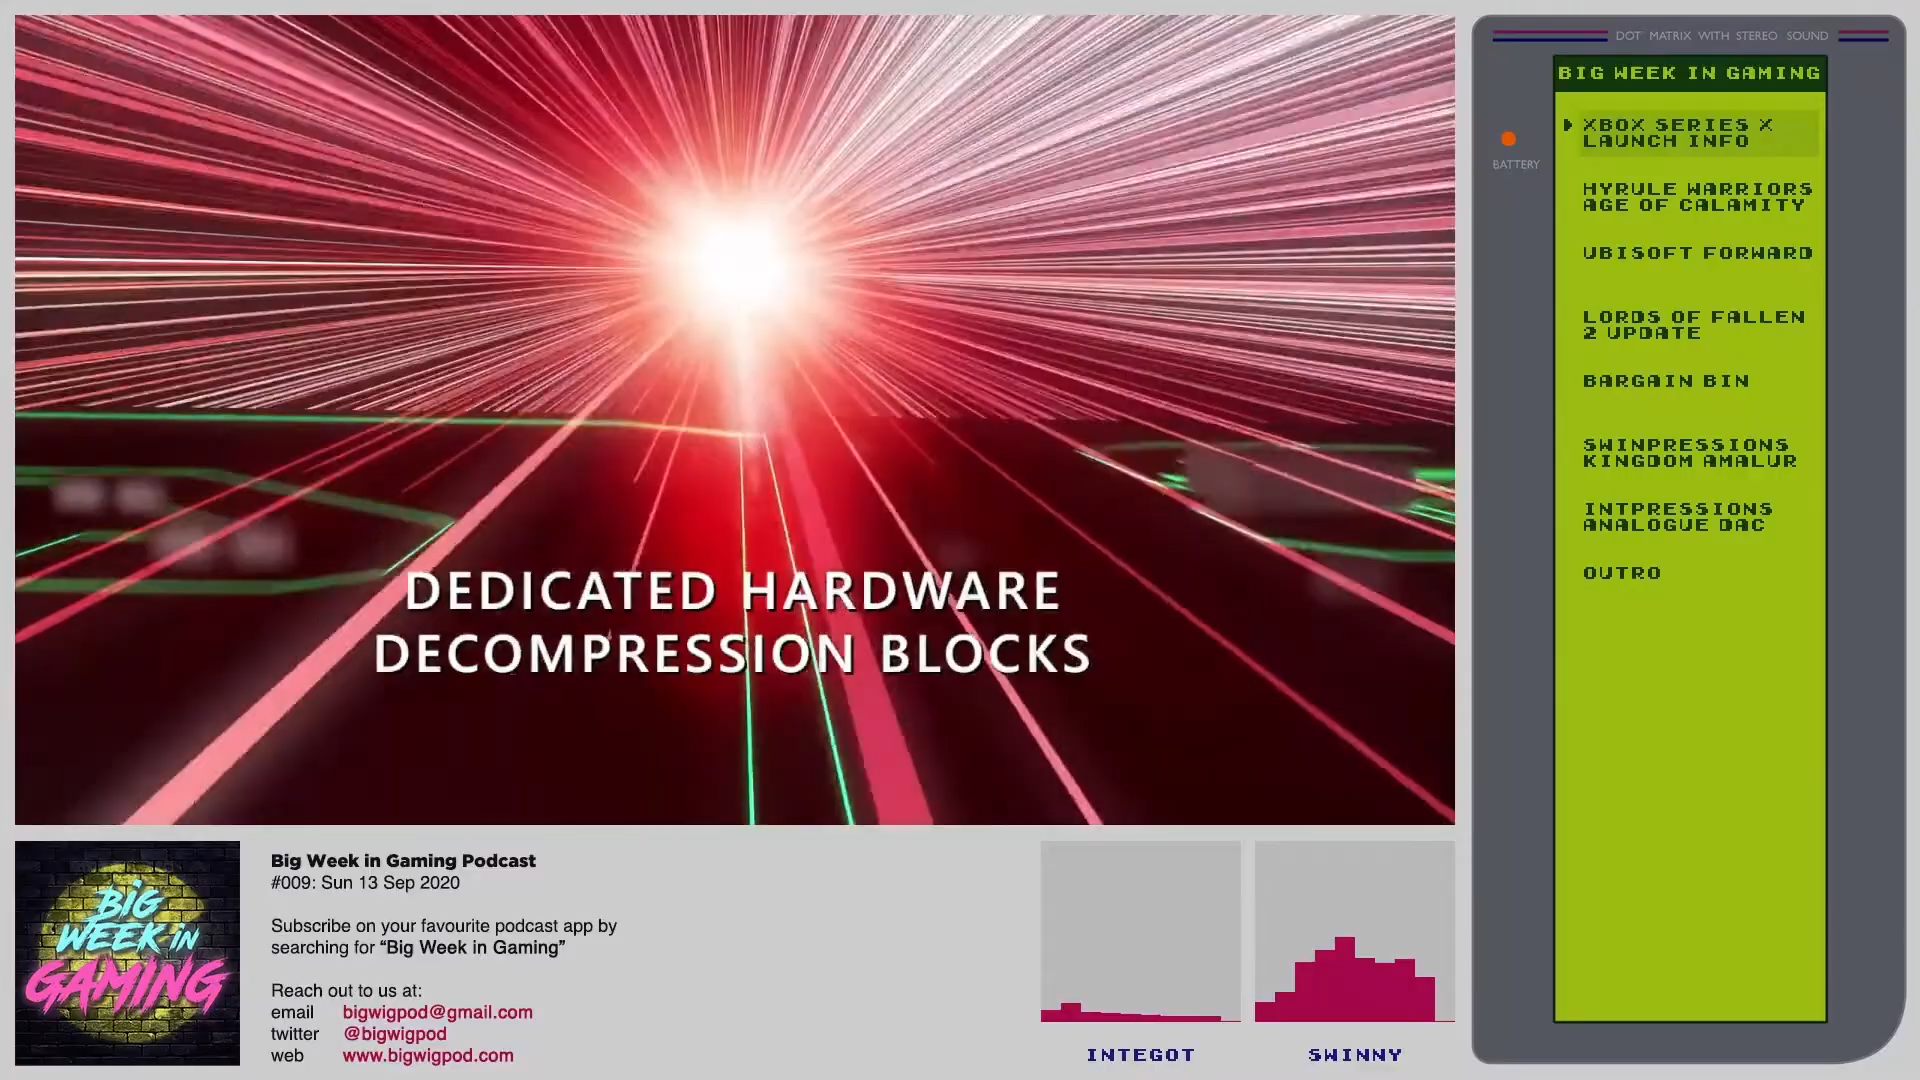 DEDICATED HARDWARE
DECOMPRESSION BLOCKS
DOT MATRIX WITH STEREO SOUND
BATTERY
BIG WEEK IN GAMING
XBOX SERIES X
LAUNCH INFO
HYRULE WARRIORS
AGE OF CALAMITY
UBISOFT FORWARD
LORDS OF FALLEN
2 UPDATE
BARGAIN BIN
SWINPRESSIONS
KINGDOM AMALUR
INTPRESSIONS
ANALOGUE DAC
OUTRO
BIG
WEEK IN
GAMING
Big Week in Gaming Podcast
#009: Sun 13 Sep 2020
Subscribe on your favourite podcast app by
searching for “Big Week in Gaming”
Reach out to us at:
email bigwigpod@gmail.com
twitter @bigwigpod
web www.bigwigpod.com
INTEGOT
SWINNY